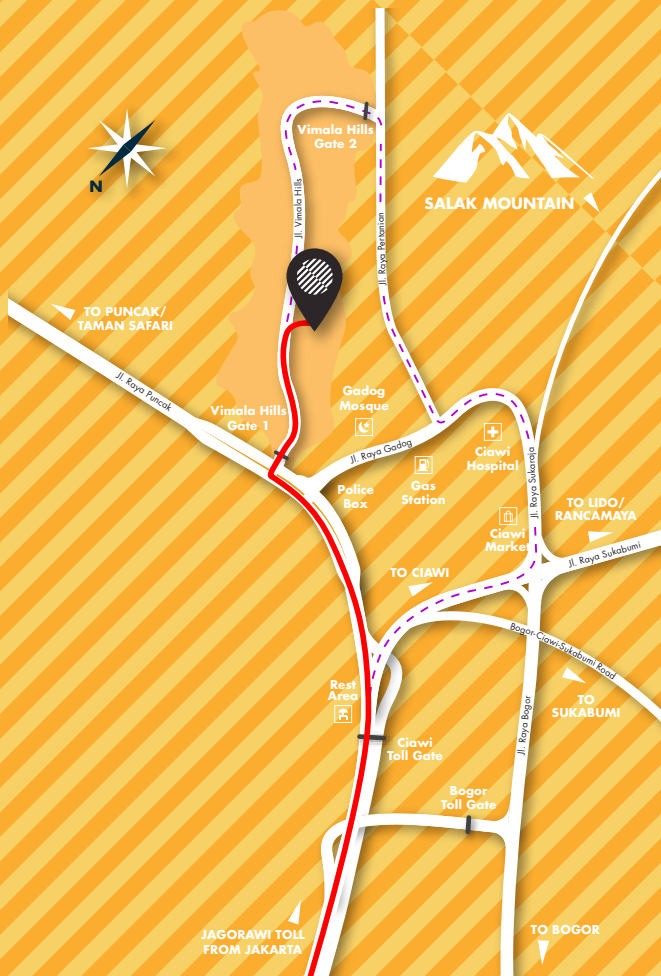 Vimala Hills
Gate 2
N
SALAK MOUNTAIN
Jl. Vimala Hills
Jl. Raya Pertanian
TO PUNCAK/
TAMAN SAFARI
Jl. Raya Puncak
Gadog
Mosque
Vimala Hills
Gate 1
Jl. Raya Gadog
Ciawi
Hospital
Jl. Raya Sukaraja
Gas
Station
Police
Box
TO LIDO/
RANCAMAYA
Ciawi
Market
Jl. Raya Sukabumi
TO CIAWI
Bogor-Ciawi-Sukabumi Road
Rest
Area
TO
SUKABUMI
Jl. Raya Bogor
Ciawi
Toll Gate
Bogor
Toll Gate
JAGORAWI TOLL
FROM JAKARTA
TO BOGOR